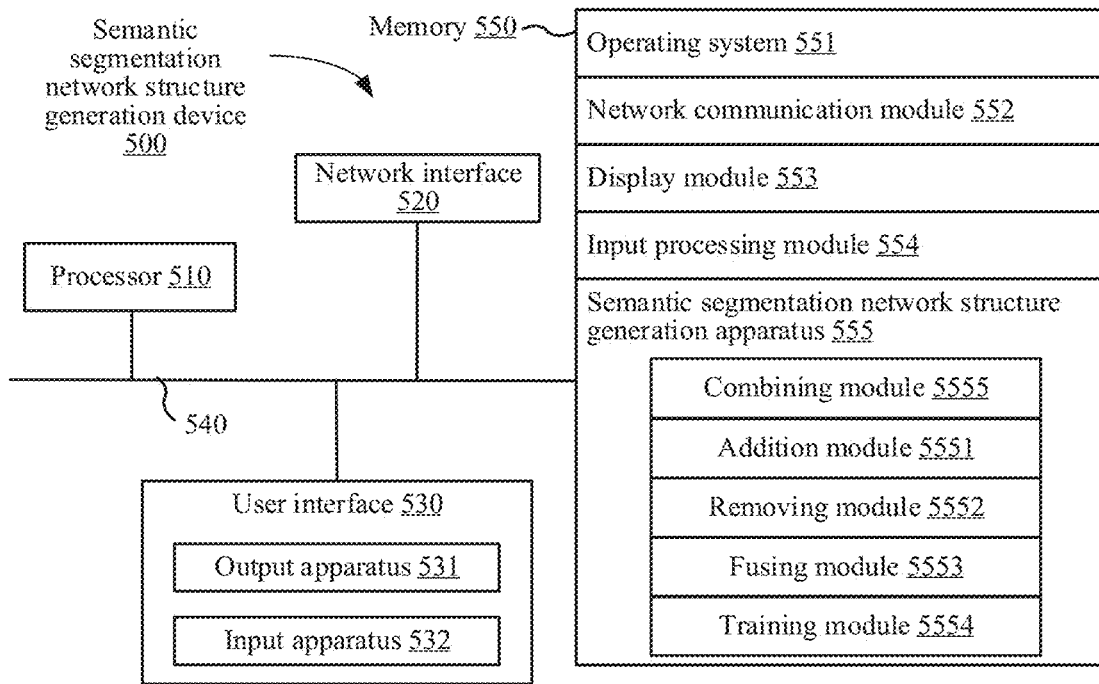 Semantic
segmentation
network structure
generation device
500
Memory 550
Operating system 551
Network communication module 552
Display module 553
Input processing module 554
Semantic segmentation network structure
generation apparatus 555
Combining module 5555
Addition module 5551
Removing module 5552
Fusing module 5553
Training module 5554
Network interface
520
Processor 510
540
User interface 530
Output apparatus 531
Input apparatus 532